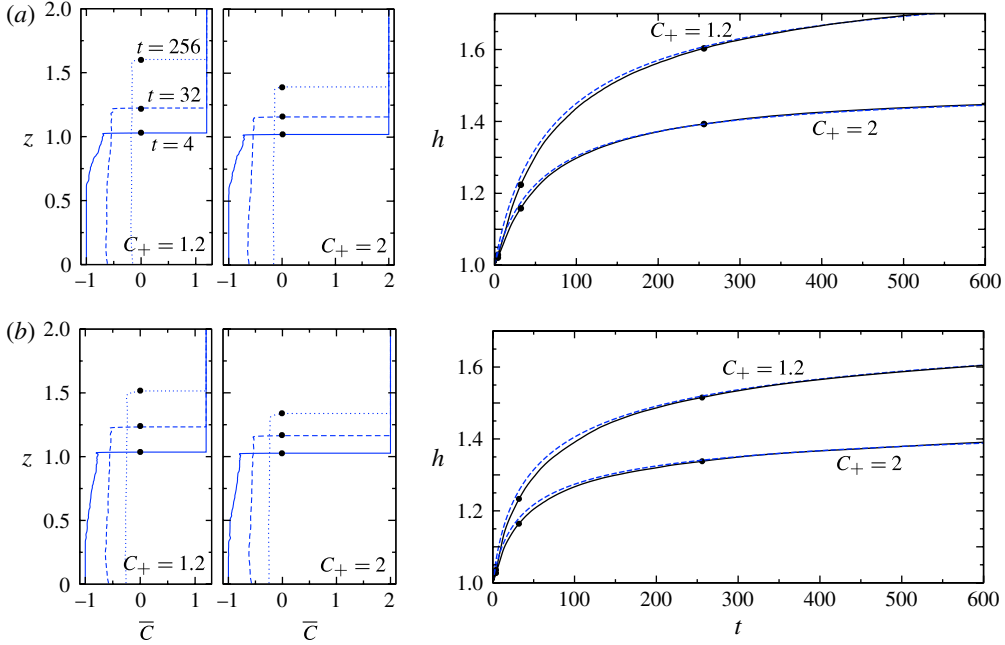 (a)
2.0
1.5
z
1.0
0.5
0
t = 256
t = 32
t = 4
C+ = 1.2
−1
0
1
C+ = 2
−1
0
1
2
1.6
h
1.4
1.2
1.0
C+ = 1.2
C+ = 2
0
100
200
300
400
500
600
(b)
2.0
1.5
z
1.0
0.5
0
C+ = 1.2
−1
0
1
C̅
C+ = 2
−1
0
1
2
C̅
1.6
h
1.4
1.2
1.0
C+ = 1.2
C+ = 2
0
100
200
300
400
500
600
t